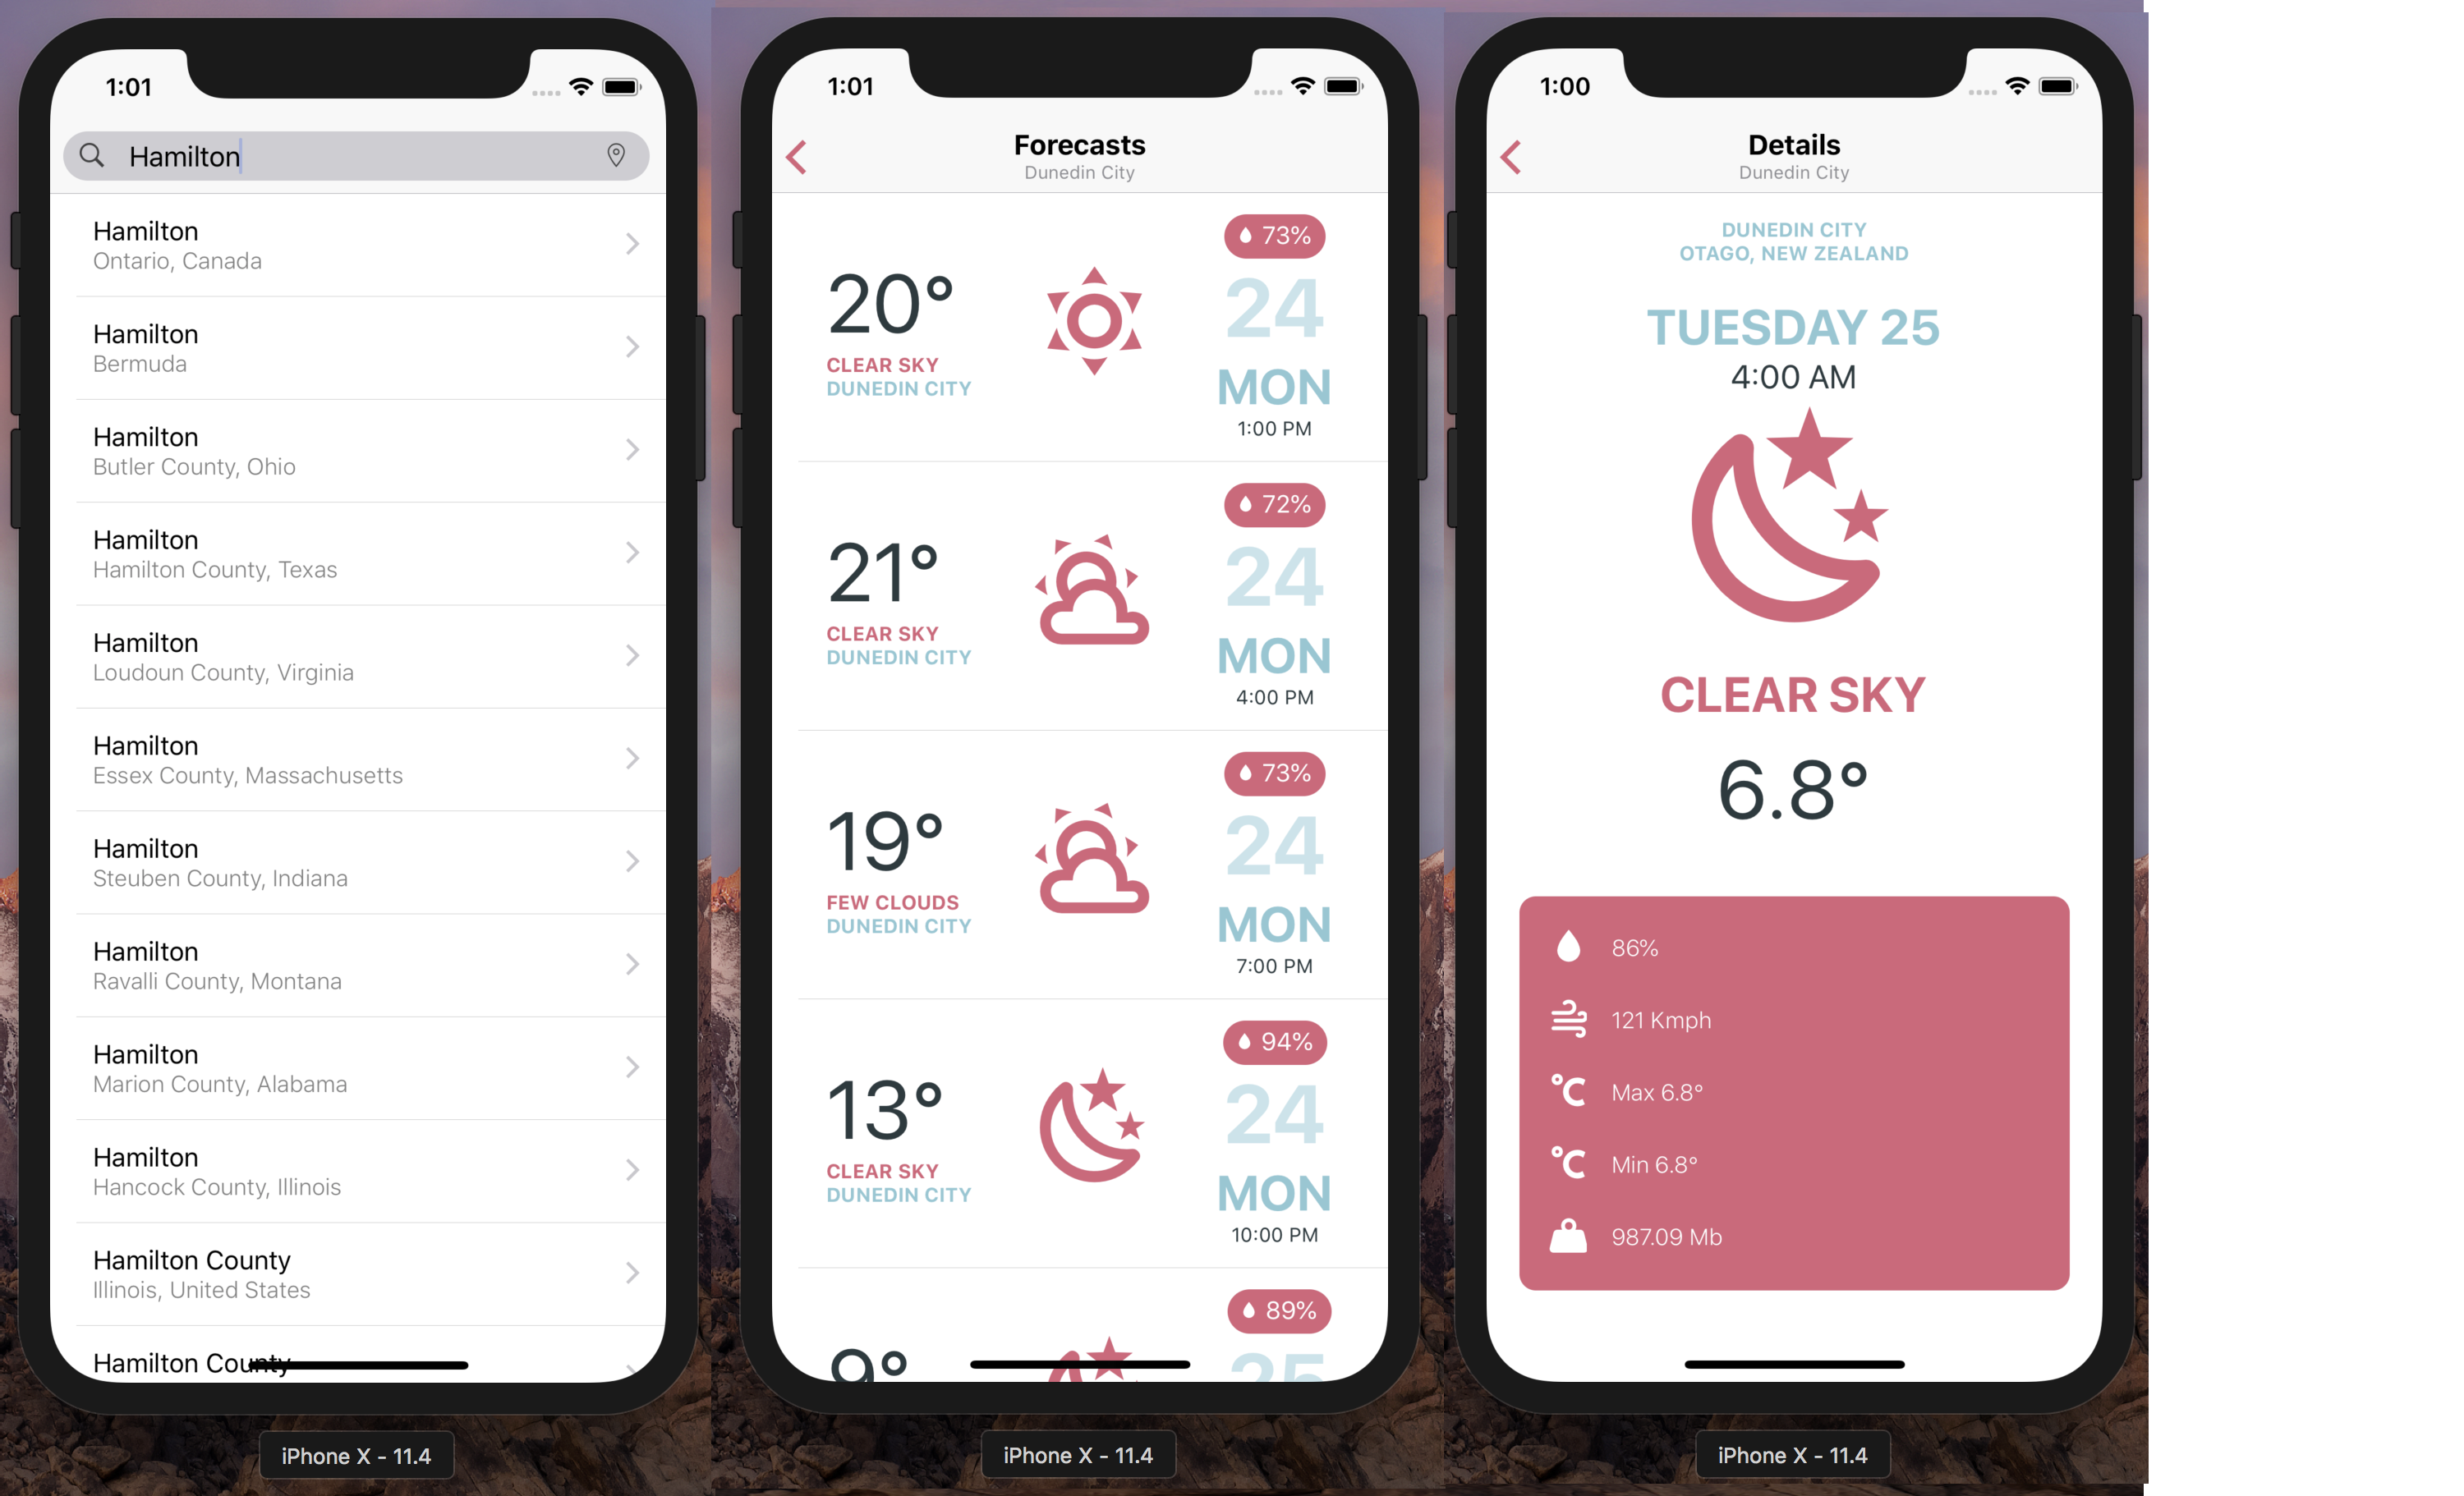 1:01
Hamilton
Hamilton
Ontario, Canada
Hamilton
Bermuda
Hamilton
Butler County, Ohio
Hamilton
Hamilton County, Texas
Hamilton
Loudoun County, Virginia
Hamilton
Essex County, Massachusetts
Hamilton
Steuben County, Indiana
Hamilton
Ravalli County, Montana
Hamilton
Marion County, Alabama
Hamilton
Hancock County, Illinois
Hamilton County
Illinois, United States
Hamilton County
iPhone X - 11.4
1:01
Forecasts
Dunedin City
73%
20°
24
CLEAR SKY
DUNEDIN CITY
MON
1:00 PM
72%
21°
24
CLEAR SKY
DUNEDIN CITY
MON
4:00 PM
73%
19°
24
FEW CLOUDS
DUNEDIN CITY
MON
7:00 PM
94%
13°
24
CLEAR SKY
DUNEDIN CITY
MON
10:00 PM
89%
9°
25
iPhone X - 11.4
1:00
Details
Dunedin City
DUNEDIN CITY
OTAGO, NEW ZEALAND
TUESDAY 25
4:00 AM
CLEAR SKY
6.8°
86%
121 Kmph
°C Max 6.8°
°C Min 6.8°
987.09 Mb
iPhone X - 11.4